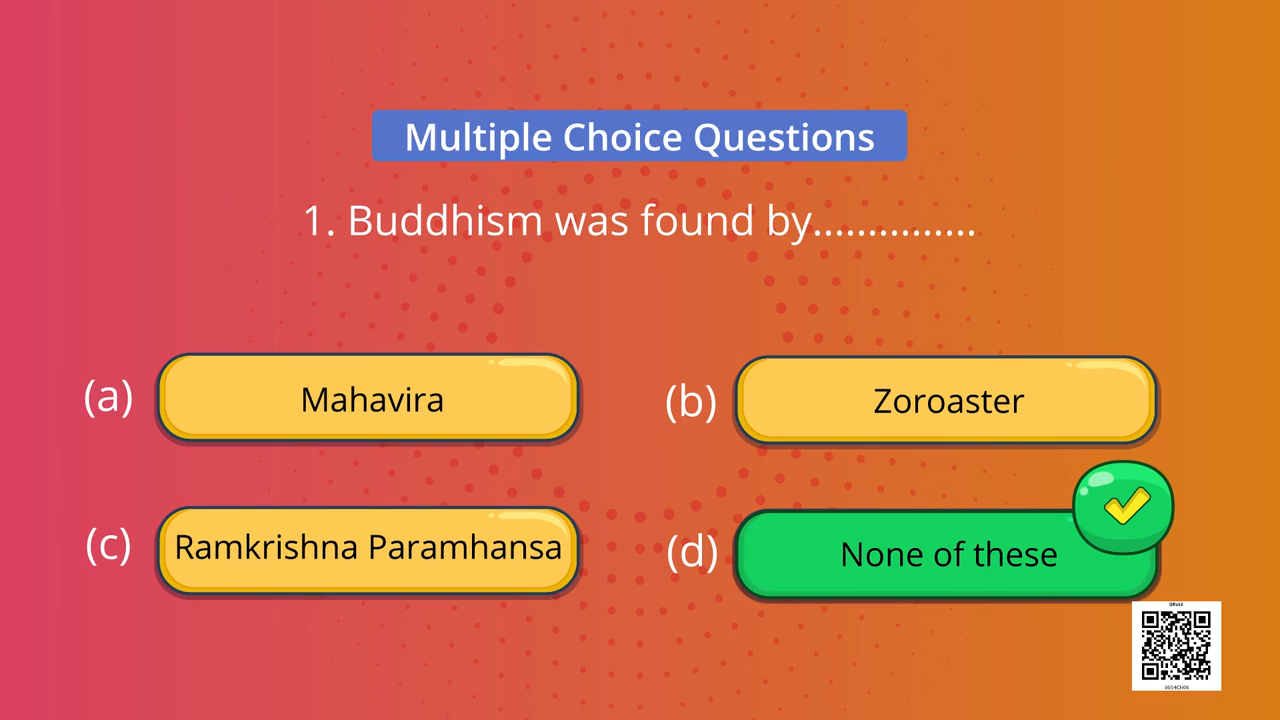 Multiple Choice Questions
1. Buddhism was found by...............
(a) Mahavira
(b) Zoroaster
(c) Ramkrishna Paramhansa
(d) None of these